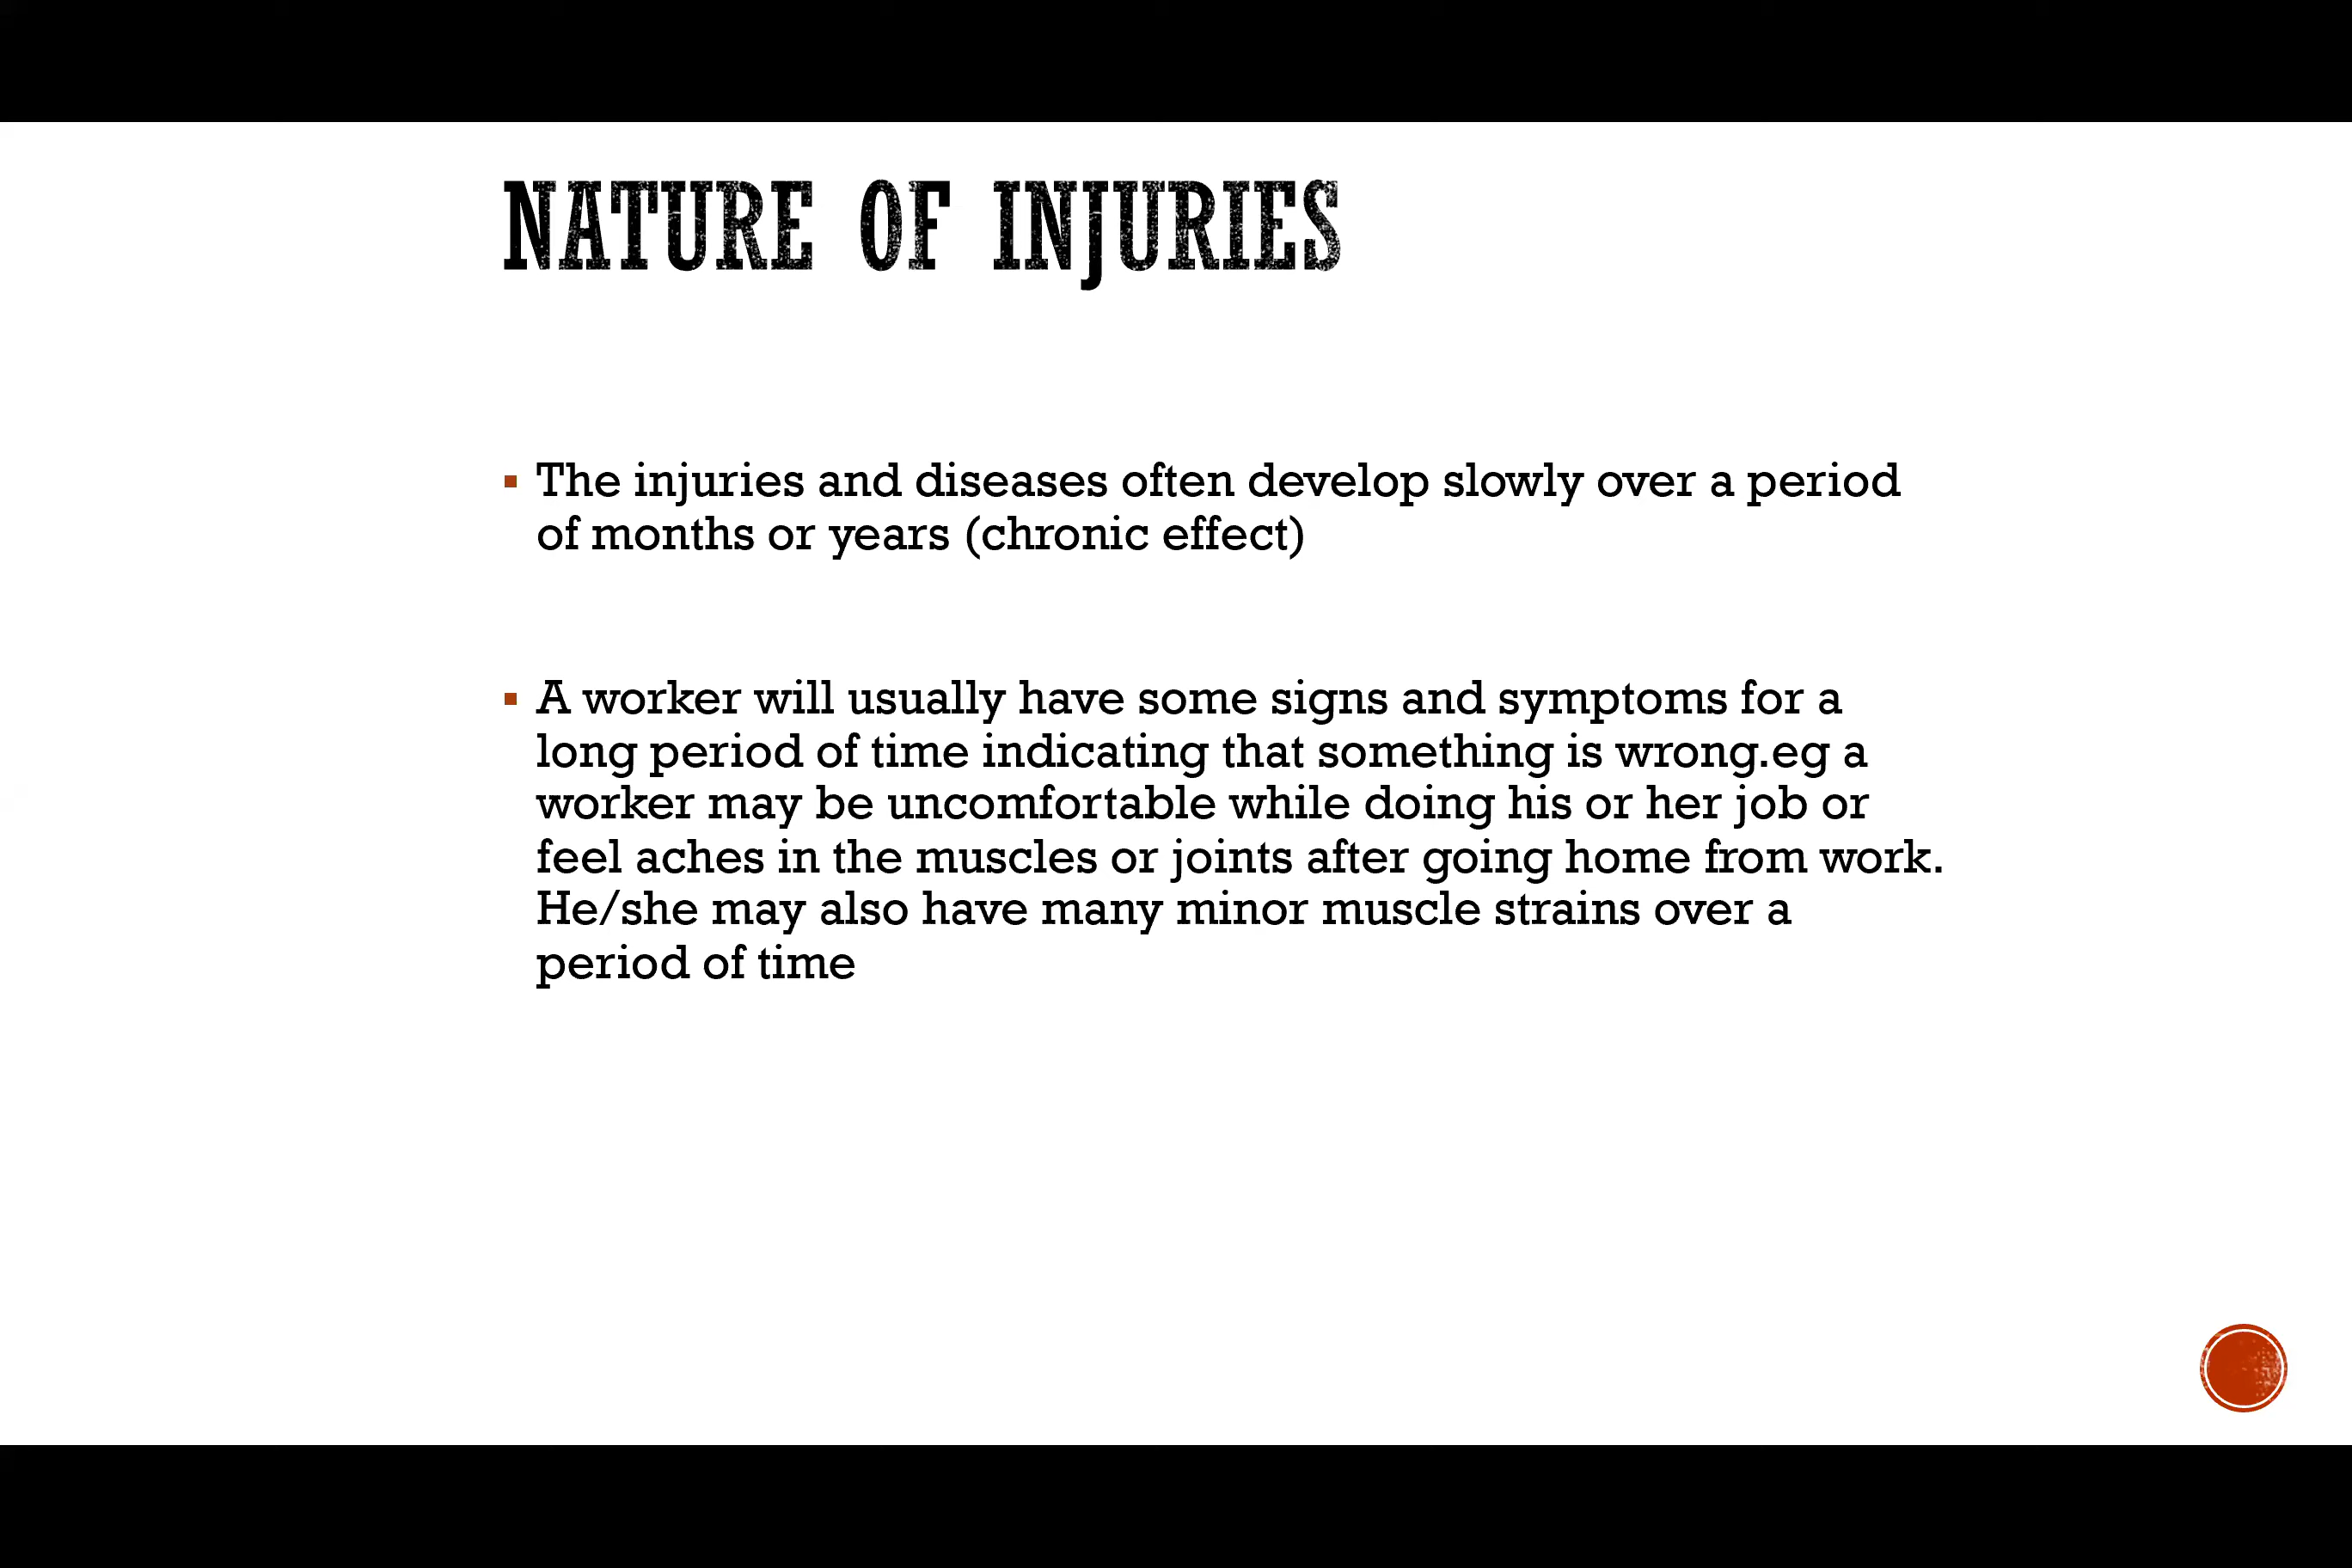 NATURE OF INJURIES
▪ The injuries and diseases often develop slowly over a period
of months or years (chronic effect)
▪ A worker will usually have some signs and symptoms for a
long period of time indicating that something is wrong.eg a
worker may be uncomfortable while doing his or her job or
feel aches in the muscles or joints after going home from work.
He/she may also have many minor muscle strains over a
period of time